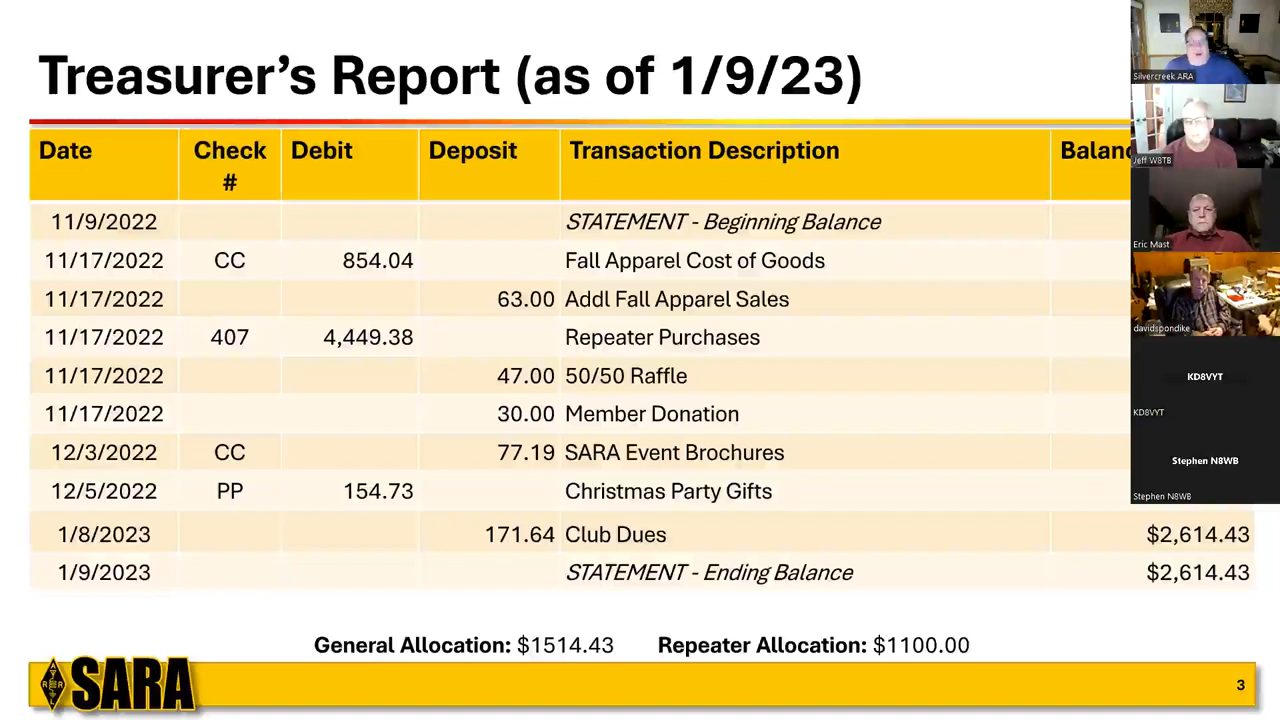 Treasurer's Report (as of 1/9/23)
Date Check # Debit Deposit Transaction Description Balanc
11/9/2022 STATEMENT - Beginning Balance
11/17/2022 CC 854.04 Fall Apparel Cost of Goods
11/17/2022 63.00 Addl Fall Apparel Sales
11/17/2022 407 4,449.38 Repeater Purchases
11/17/2022 47.00 50/50 Raffle
11/17/2022 30.00 Member Donation
12/3/2022 CC 77.19 SARA Event Brochures
12/5/2022 PP 154.73 Christmas Party Gifts
1/8/2023 171.64 Club Dues $2,614.43
1/9/2023 STATEMENT - Ending Balance $2,614.43
General Allocation: $1514.43 Repeater Allocation: $1100.00
SARA
3
Silvercreek ARA
Jeff W8TB
Eric Mast
davidspondike
KD8VYT
KD8VYT
Stephen N8WB
Stephen N8WB